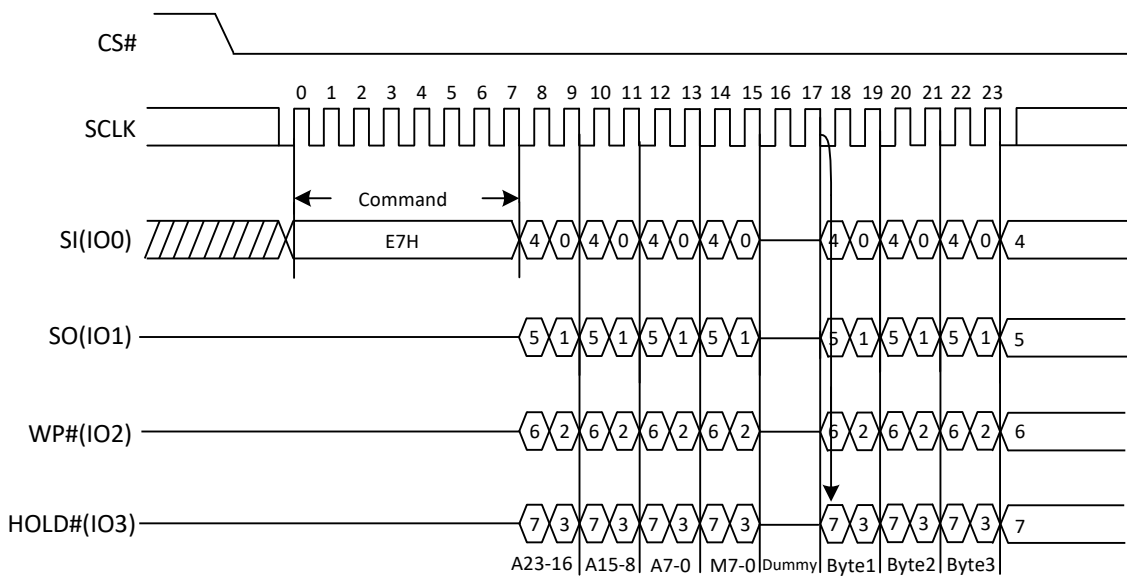 CS#
0 1 2 3 4 5 6 7 8 9 10 11 12 13 14 15 16 17 18 19 20 21 22 23
SCLK
Command
SI(IO0) E7H 4 0 4 0 4 0 4 0 4 0 4 0 4 0 4
SO(IO1) 5 1 5 1 5 1 5 1 5 1 5 1 5 1 5
WP#(IO2) 6 2 6 2 6 2 6 2 6 2 6 2 6 2 6
HOLD#(IO3) 7 3 7 3 7 3 7 3 7 3 7 3 7 3 7
A23-16 A15-8 A7-0 M7-0 Dummy Byte1 Byte2 Byte3